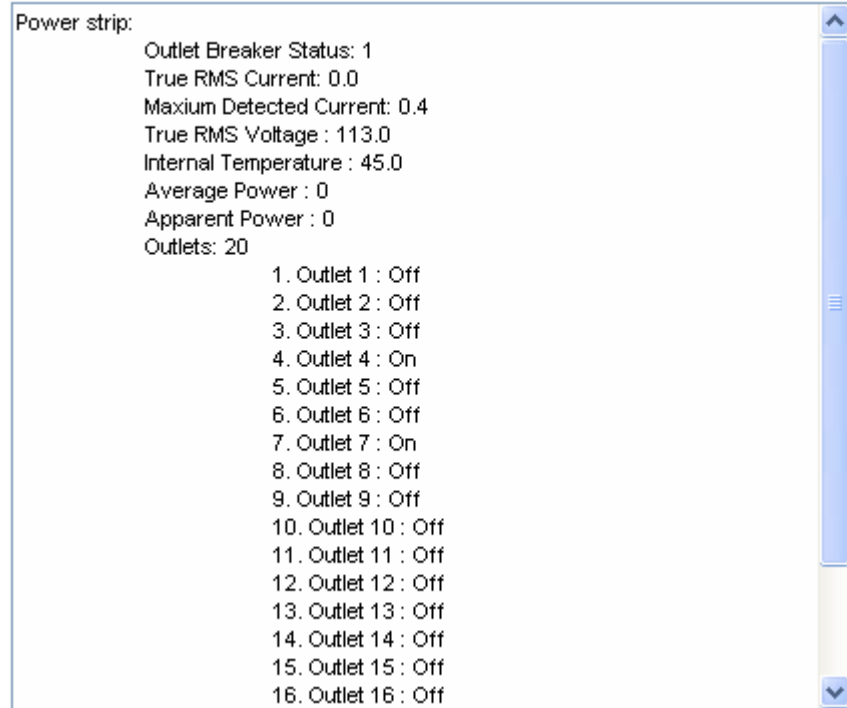 Power strip:
Outlet Breaker Status: 1
True RMS Current: 0.0
Maxium Detected Current: 0.4
True RMS Voltage : 113.0
Internal Temperature : 45.0
Average Power : 0
Apparent Power : 0
Outlets: 20
1. Outlet 1 : Off
2. Outlet 2 : Off
3. Outlet 3 : Off
4. Outlet 4 : On
5. Outlet 5 : Off
6. Outlet 6 : Off
7. Outlet 7 : On
8. Outlet 8 : Off
9. Outlet 9 : Off
10. Outlet 10 : Off
11. Outlet 11 : Off
12. Outlet 12 : Off
13. Outlet 13 : Off
14. Outlet 14 : Off
15. Outlet 15 : Off
16. Outlet 16 : Off